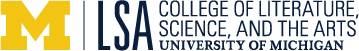 M LSA COLLEGE OF LITERATURE,
SCIENCE, AND THE ARTS
UNIVERSITY OF MICHIGAN